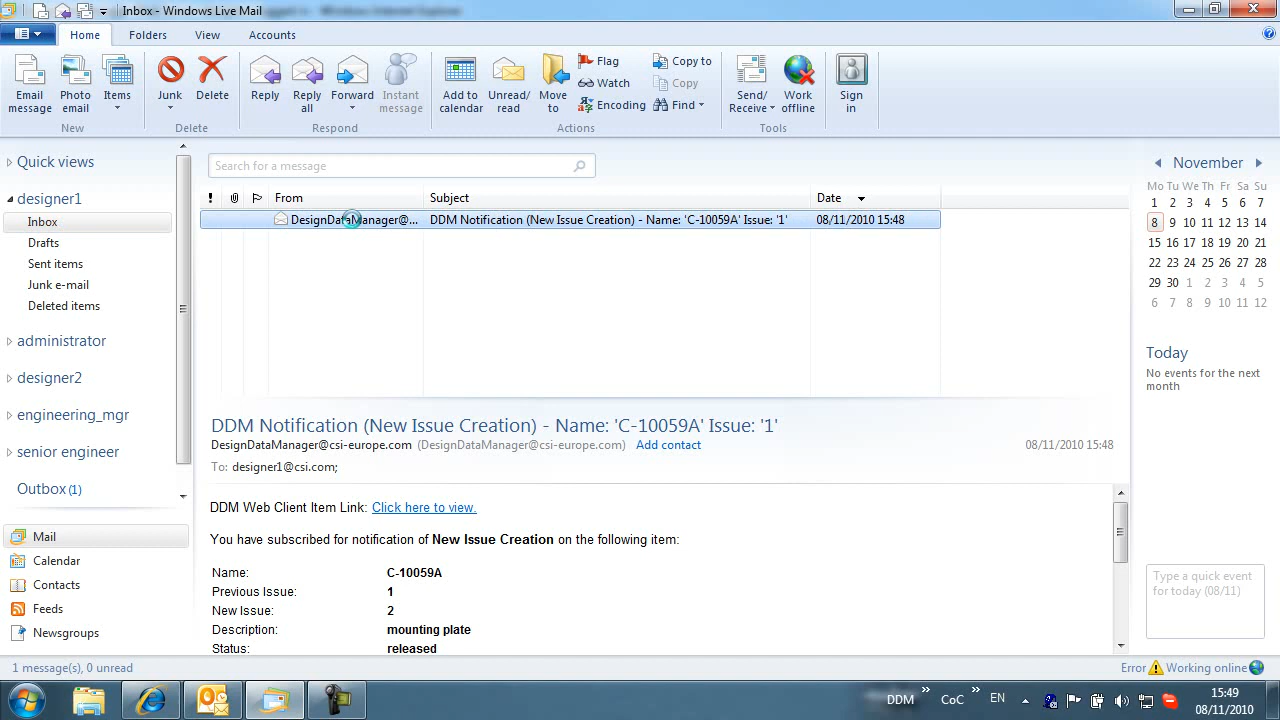 Inbox - Windows Live Mail
Home Folders View Accounts
Email message
Photo email
Items
New
Junk
Delete
Delete
Reply
Reply all
Forward
Instant message
Respond
Add to calendar
Unread/ read
Move to
Flag
Watch
Encoding
Copy to
Copy
Find
Actions
Send/ Receive
Work offline
Tools
Sign in
Quick views
designer1
Inbox
Drafts
Sent items
Junk e-mail
Deleted items
administrator
designer2
engineering_mgr
senior engineer
Outbox (1)
Mail
Calendar
Contacts
Feeds
Newsgroups
Search for a message
! From Subject Date
DesignDataManager@... DDM Notification (New Issue Creation) - Name: 'C-10059A' Issue: '1' 08/11/2010 15:48
DDM Notification (New Issue Creation) - Name: 'C-10059A' Issue: '1'
DesignDataManager@csi-europe.com (DesignDataManager@csi-europe.com) Add contact 08/11/2010 15:48
To: designer1@csi.com;
DDM Web Client Item Link: Click here to view.
You have subscribed for notification of New Issue Creation on the following item:
Name: C-10059A
Previous Issue: 1
New Issue: 2
Description: mounting plate
Status: released
November
Mo Tu We Th Fr Sa Su
1 2 3 4 5 6 7
8 9 10 11 12 13 14
15 16 17 18 19 20 21
22 23 24 25 26 27 28
29 30 1 2 3 4 5
6 7 8 9 10 11 12
Today
No events for the next month
Type a quick event for today (08/11)
1 message(s), 0 unread
Error Working online
DDM » CoC » EN
15:49
08/11/2010